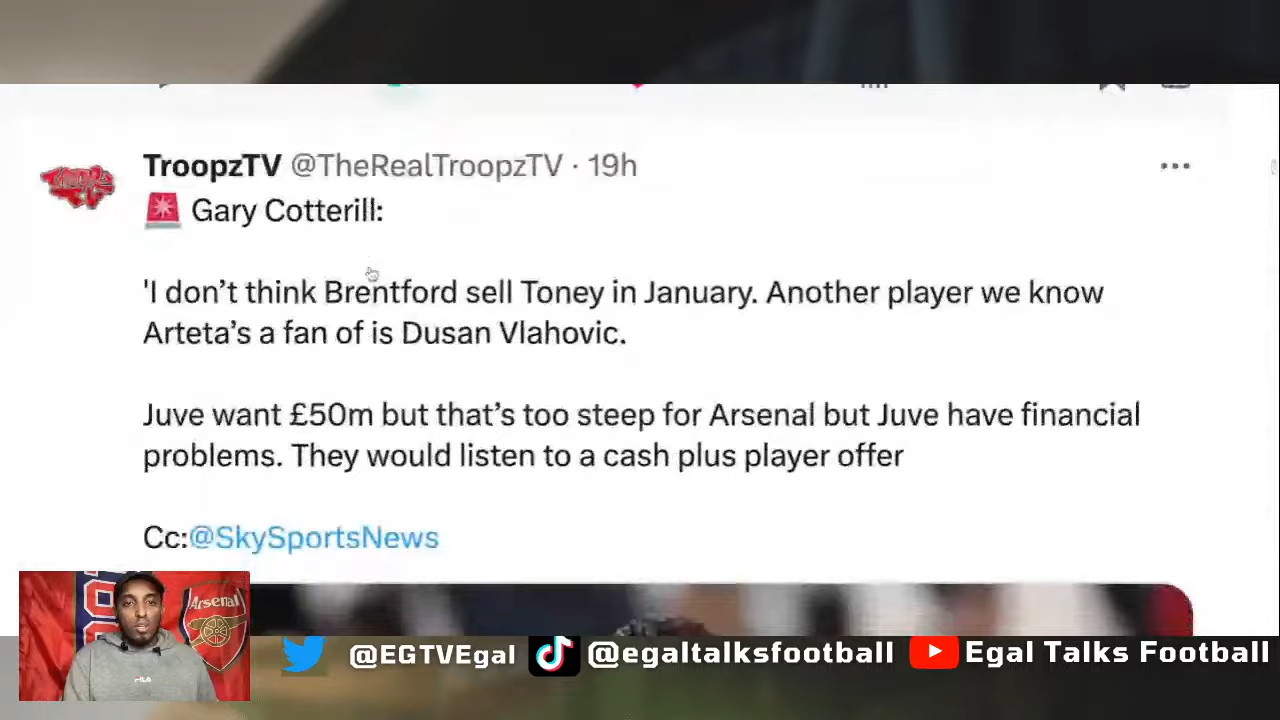 TroopzTV @TheRealTroopzTV · 19h
🚨 Gary Cotterill:
'I don’t think Brentford sell Toney in January. Another player we know
Arteta’s a fan of is Dusan Vlahovic.
Juve want £50m but that’s too steep for Arsenal but Juve have financial
problems. They would listen to a cash plus player offer
Cc:@SkySportsNews
Arsenal
FILA
@EGTVEgal @egaltalksfootball Egal Talks Football